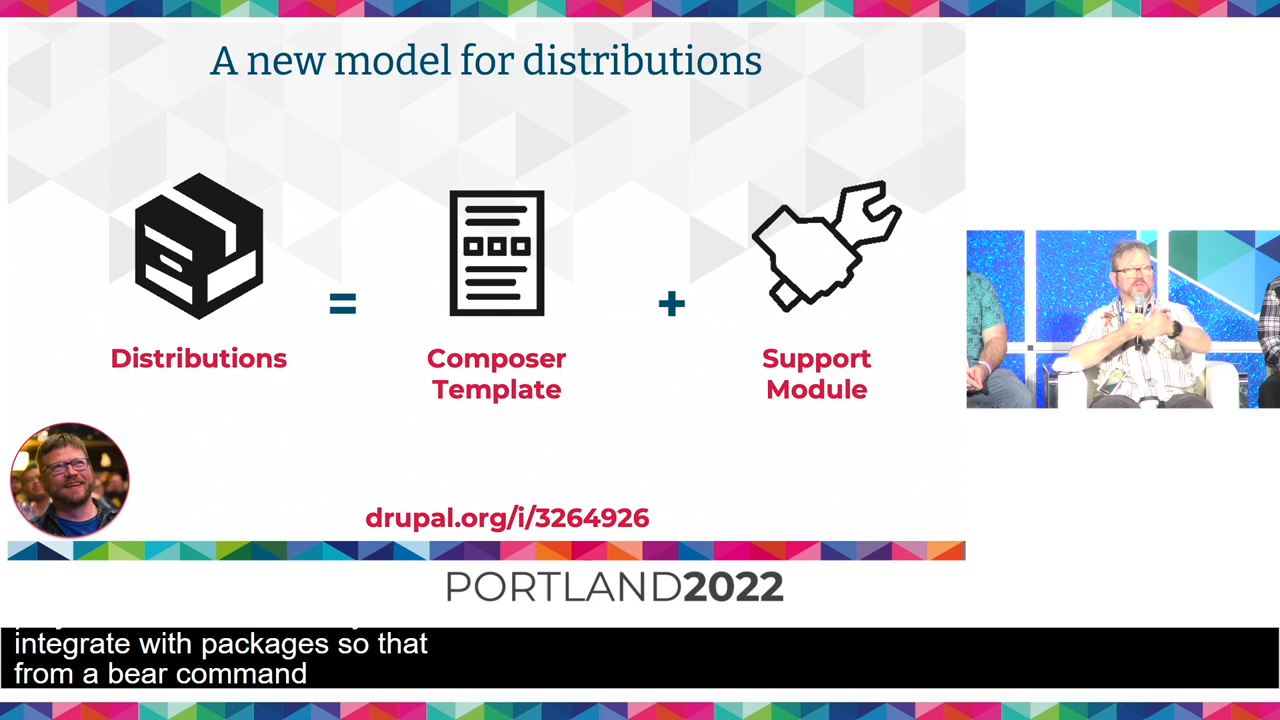 A new model for distributions
=
+
Distributions
Composer
Template
Support
Module
drupal.org/i/3264926
PORTLAND2022
integrate with packages so that
from a bear command